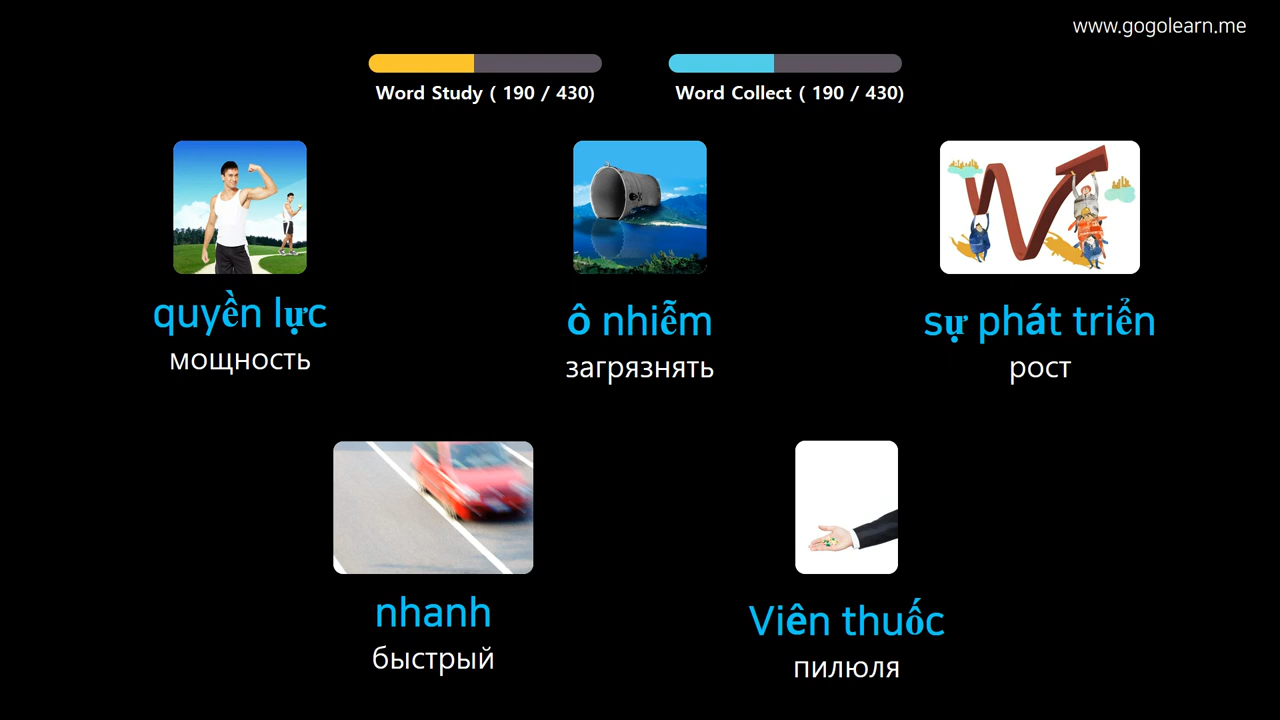 www.gogolearn.me
Word Study ( 190 / 430)
Word Collect ( 190 / 430)
quyền lực
мощность
ô nhiễm
загрязнять
sự phát triển
рост
nhanh
быстрый
Viên thuốc
пилюля